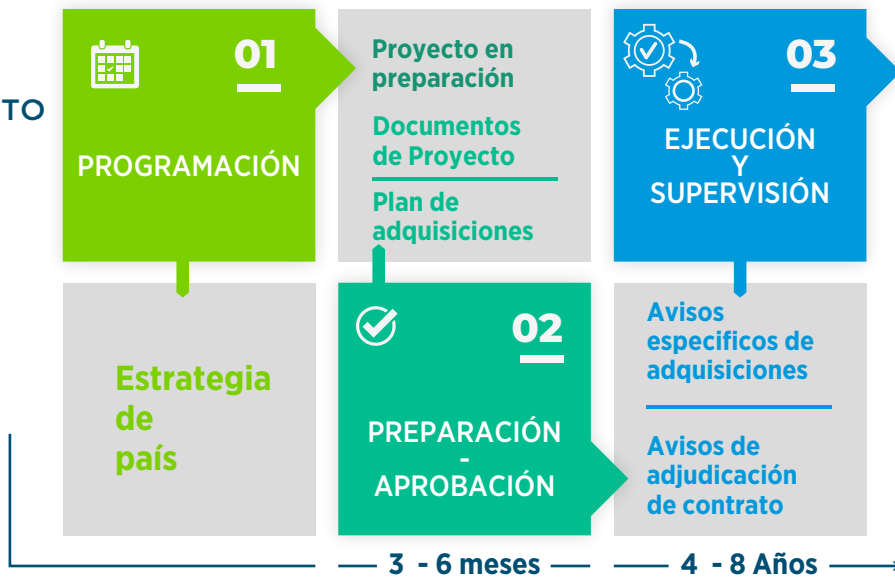 TO
01
PROGRAMACIÓN
Estrategia
de
país
Proyecto en
preparación
Documentos
de Proyecto
Plan de
adquisiciones
02
PREPARACIÓN
-
APROBACIÓN
03
EJECUCIÓN
Y
SUPERVISIÓN
Avisos
especificos de
adquisiciones
Avisos de
adjudicación
de contrato
3 - 6 meses
4 - 8 Años